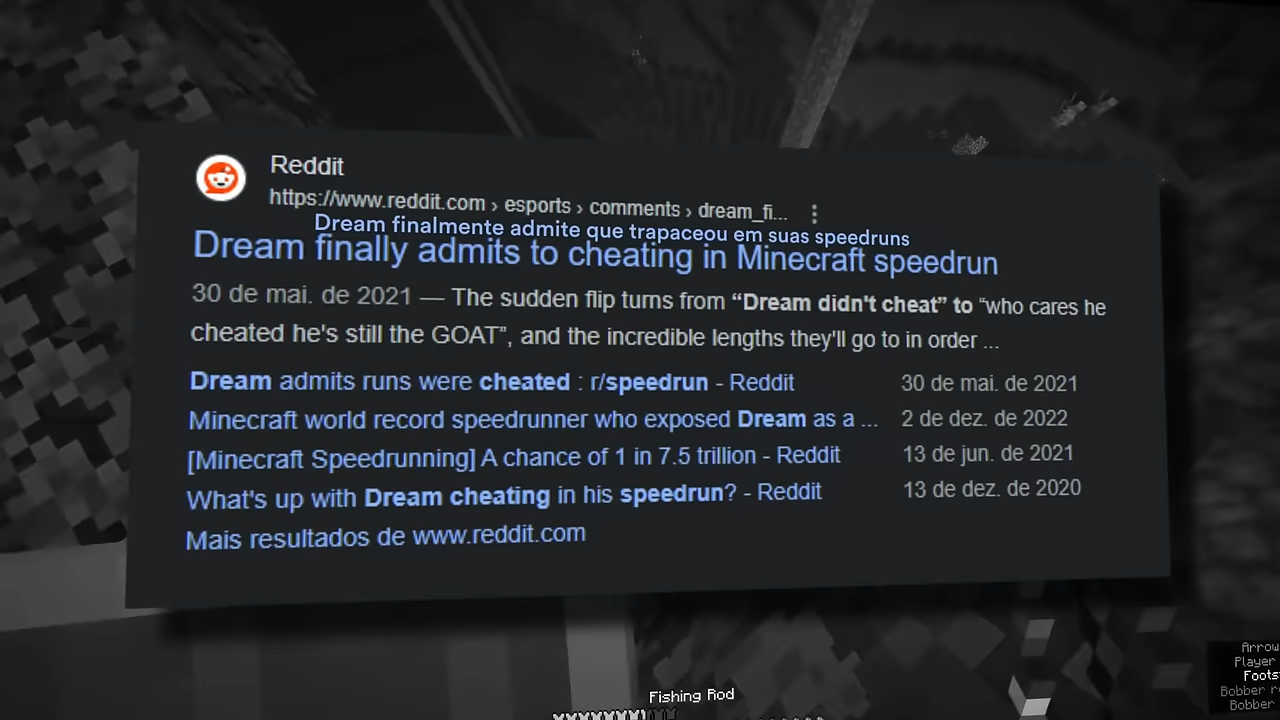 Reddit
https://www.reddit.com › esports › comments › dream_fi...
Dream finalmente admite que trapaceou em suas speedruns
Dream finally admits to cheating in Minecraft speedrun
30 de mai. de 2021 — The sudden flip turns from “Dream didn't cheat” to “who cares he
cheated he's still the GOAT”, and the incredible lengths they'll go to in order ...
Dream admits runs were cheated : r/speedrun - Reddit 30 de mai. de 2021
Minecraft world record speedrunner who exposed Dream as a ... 2 de dez. de 2022
[Minecraft Speedrunning] A chance of 1 in 7.5 trillion - Reddit 13 de jun. de 2021
What's up with Dream cheating in his speedrun? - Reddit 13 de dez. de 2020
Mais resultados de www.reddit.com
Arrow
Player
Foots
Bobber r
Bobber
Fishing Rod